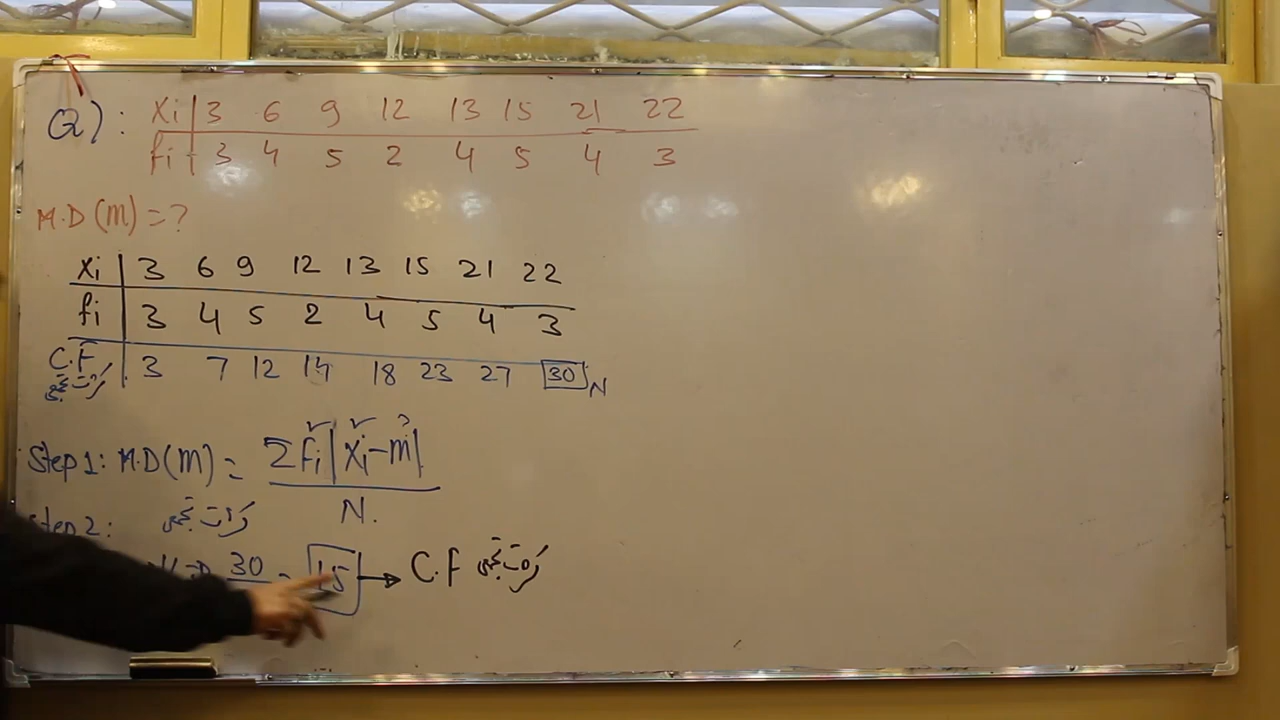 Q): xi | 3 6 9 12 13 15 21 22
fi | 3 4 5 2 4 5 4 3
M.D(m)=?
xi | 3 6 9 12 13 15 21 22
fi | 3 4 5 2 4 5 4 3
C.F | 3 7 12 14 18 23 27 30 N
Step 1: M.D(m) = Σfi|xi-m|
N.
Step 2:
30 = 15 → C.F